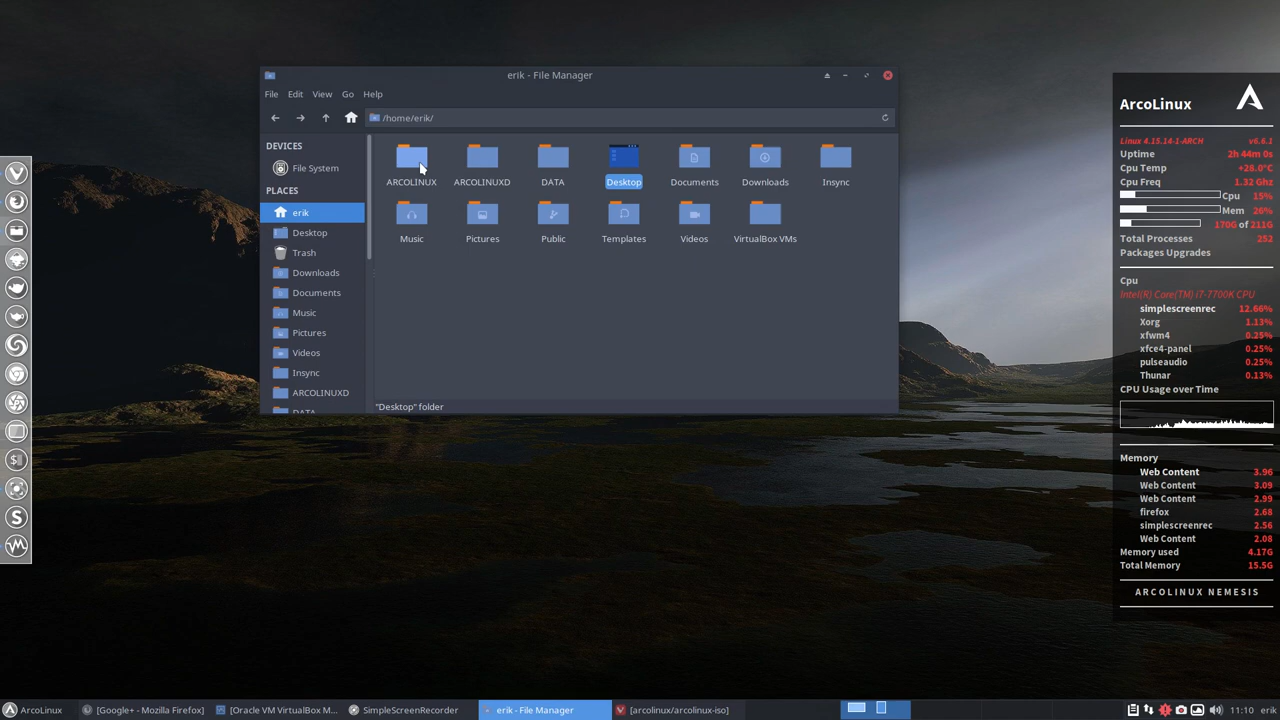 erik - File Manager
File Edit View Go Help
/home/erik/
DEVICES
File System
PLACES
erik
Desktop
Trash
Downloads
Documents
Music
Pictures
Videos
Insync
ARCOLINUXD
DATA
ARCOLINUX ARCOLINUXD DATA Desktop Documents Downloads Insync
Music Pictures Public Templates Videos VirtualBox VMs
"Desktop" folder
ArcoLinux
Linux 4.15.14-1-ARCH v6.6.1
Uptime 2h 44m 0s
Cpu Temp +28.0°C
Cpu Freq 1.32 Ghz
Cpu 15%
Mem 26%
170G of 211G
Total Processes 252
Packages Upgrades
Cpu
Intel(R) Core(TM) i7-7700K CPU
simplescreenrec 12.66%
Xorg 1.13%
xfwm4 0.25%
xfce4-panel 0.25%
pulseaudio 0.25%
Thunar 0.13%
CPU Usage over Time
Memory
Web Content 3.96
Web Content 3.09
Web Content 2.99
firefox 2.68
simplescreenrec 2.56
Web Content 2.08
Memory used 4.17G
Total Memory 15.5G
ARCOLINUX NEMESIS
ArcoLinux [Google+ - Mozilla Firefox] [Oracle VM VirtualBox M... SimpleScreenRecorder erik - File Manager [arcolinux/arcolinux-iso] 11:10 erik